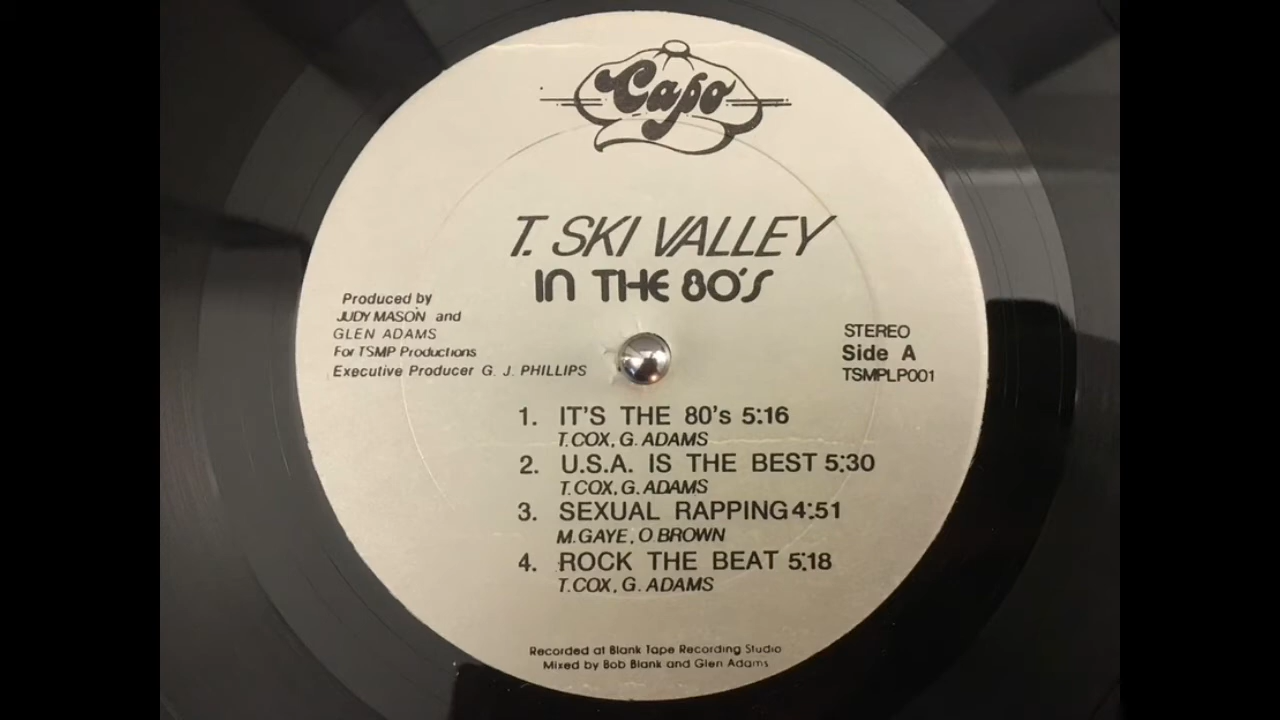 Capo
T. SKI VALLEY
IN THE 80'S
Produced by
JUDY MASON and
GLEN ADAMS
For TSMP Productions
Executive Producer G. J. PHILLIPS
STEREO
Side A
TSMPLP001
1. IT'S THE 80's 5:16
T. COX, G. ADAMS
2. U.S.A. IS THE BEST 5:30
T. COX, G. ADAMS
3. SEXUAL RAPPING 4:51
M. GAYE, O BROWN
4. ROCK THE BEAT 5:18
T. COX, G. ADAMS
Recorded at Blank Tape Recording Studio
Mixed by Bob Blank and Glen Adams